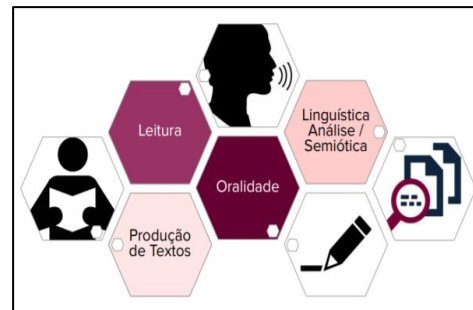 Leitura
Linguística
Análise /
Semiótica
Oralidade
Produção
de Textos